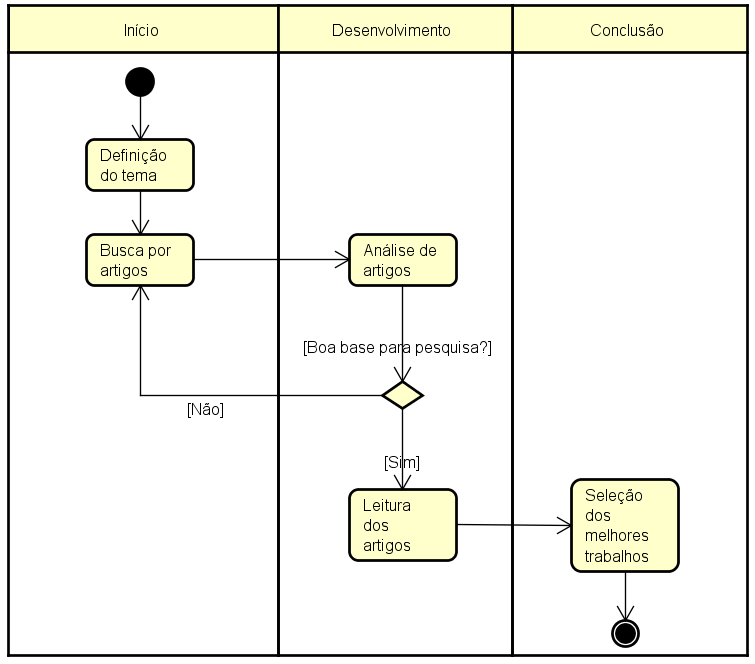 Início
Desenvolvimento
Conclusão
Definição
do tema
Busca por
artigos
Análise de
artigos
[Boa base para pesquisa?]
[Não]
[Sim]
Leitura
dos
artigos
Seleção
dos
melhores
trabalhos